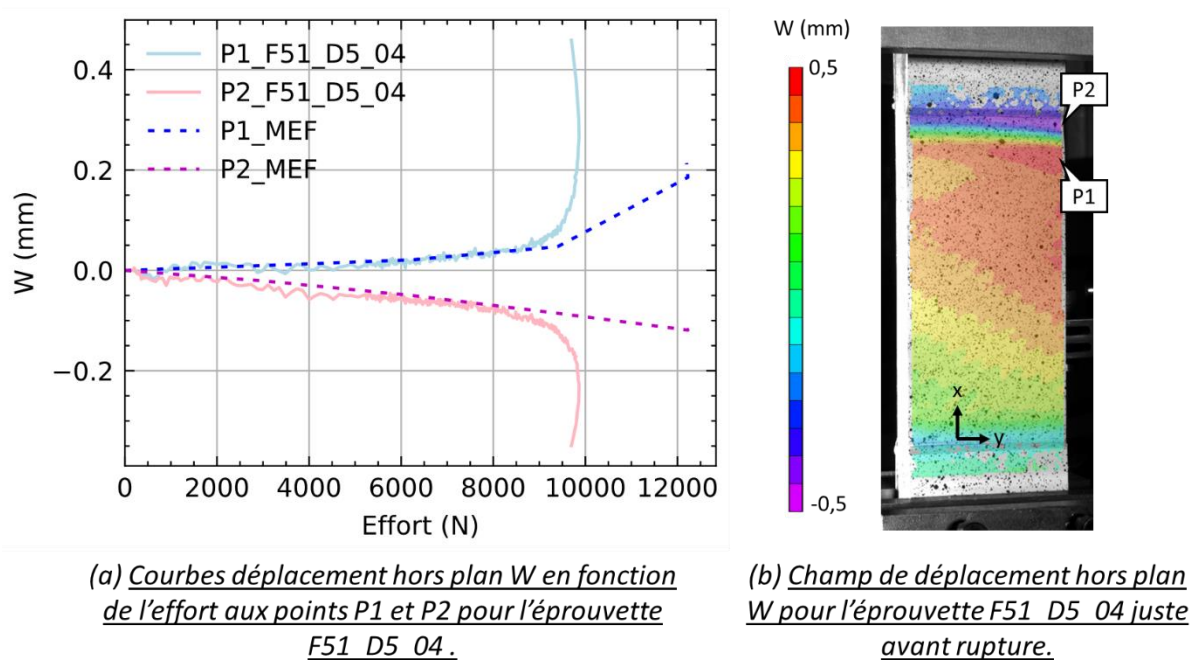 0.4
0.2
0.0
−0.2
W (mm)
P1_F51_D5_04
P2_F51_D5_04
P1_MEF
P2_MEF
0 2000 4000 6000 8000 10000 12000
Effort (N)
(a) Courbes déplacement hors plan W en fonction
de l'effort aux points P1 et P2 pour l'éprouvette
F51_D5_04 .
W (mm)
0,5
-0,5
P2
P1
x
y
(b) Champ de déplacement hors plan
W pour l'éprouvette F51_D5_04 juste
avant rupture.